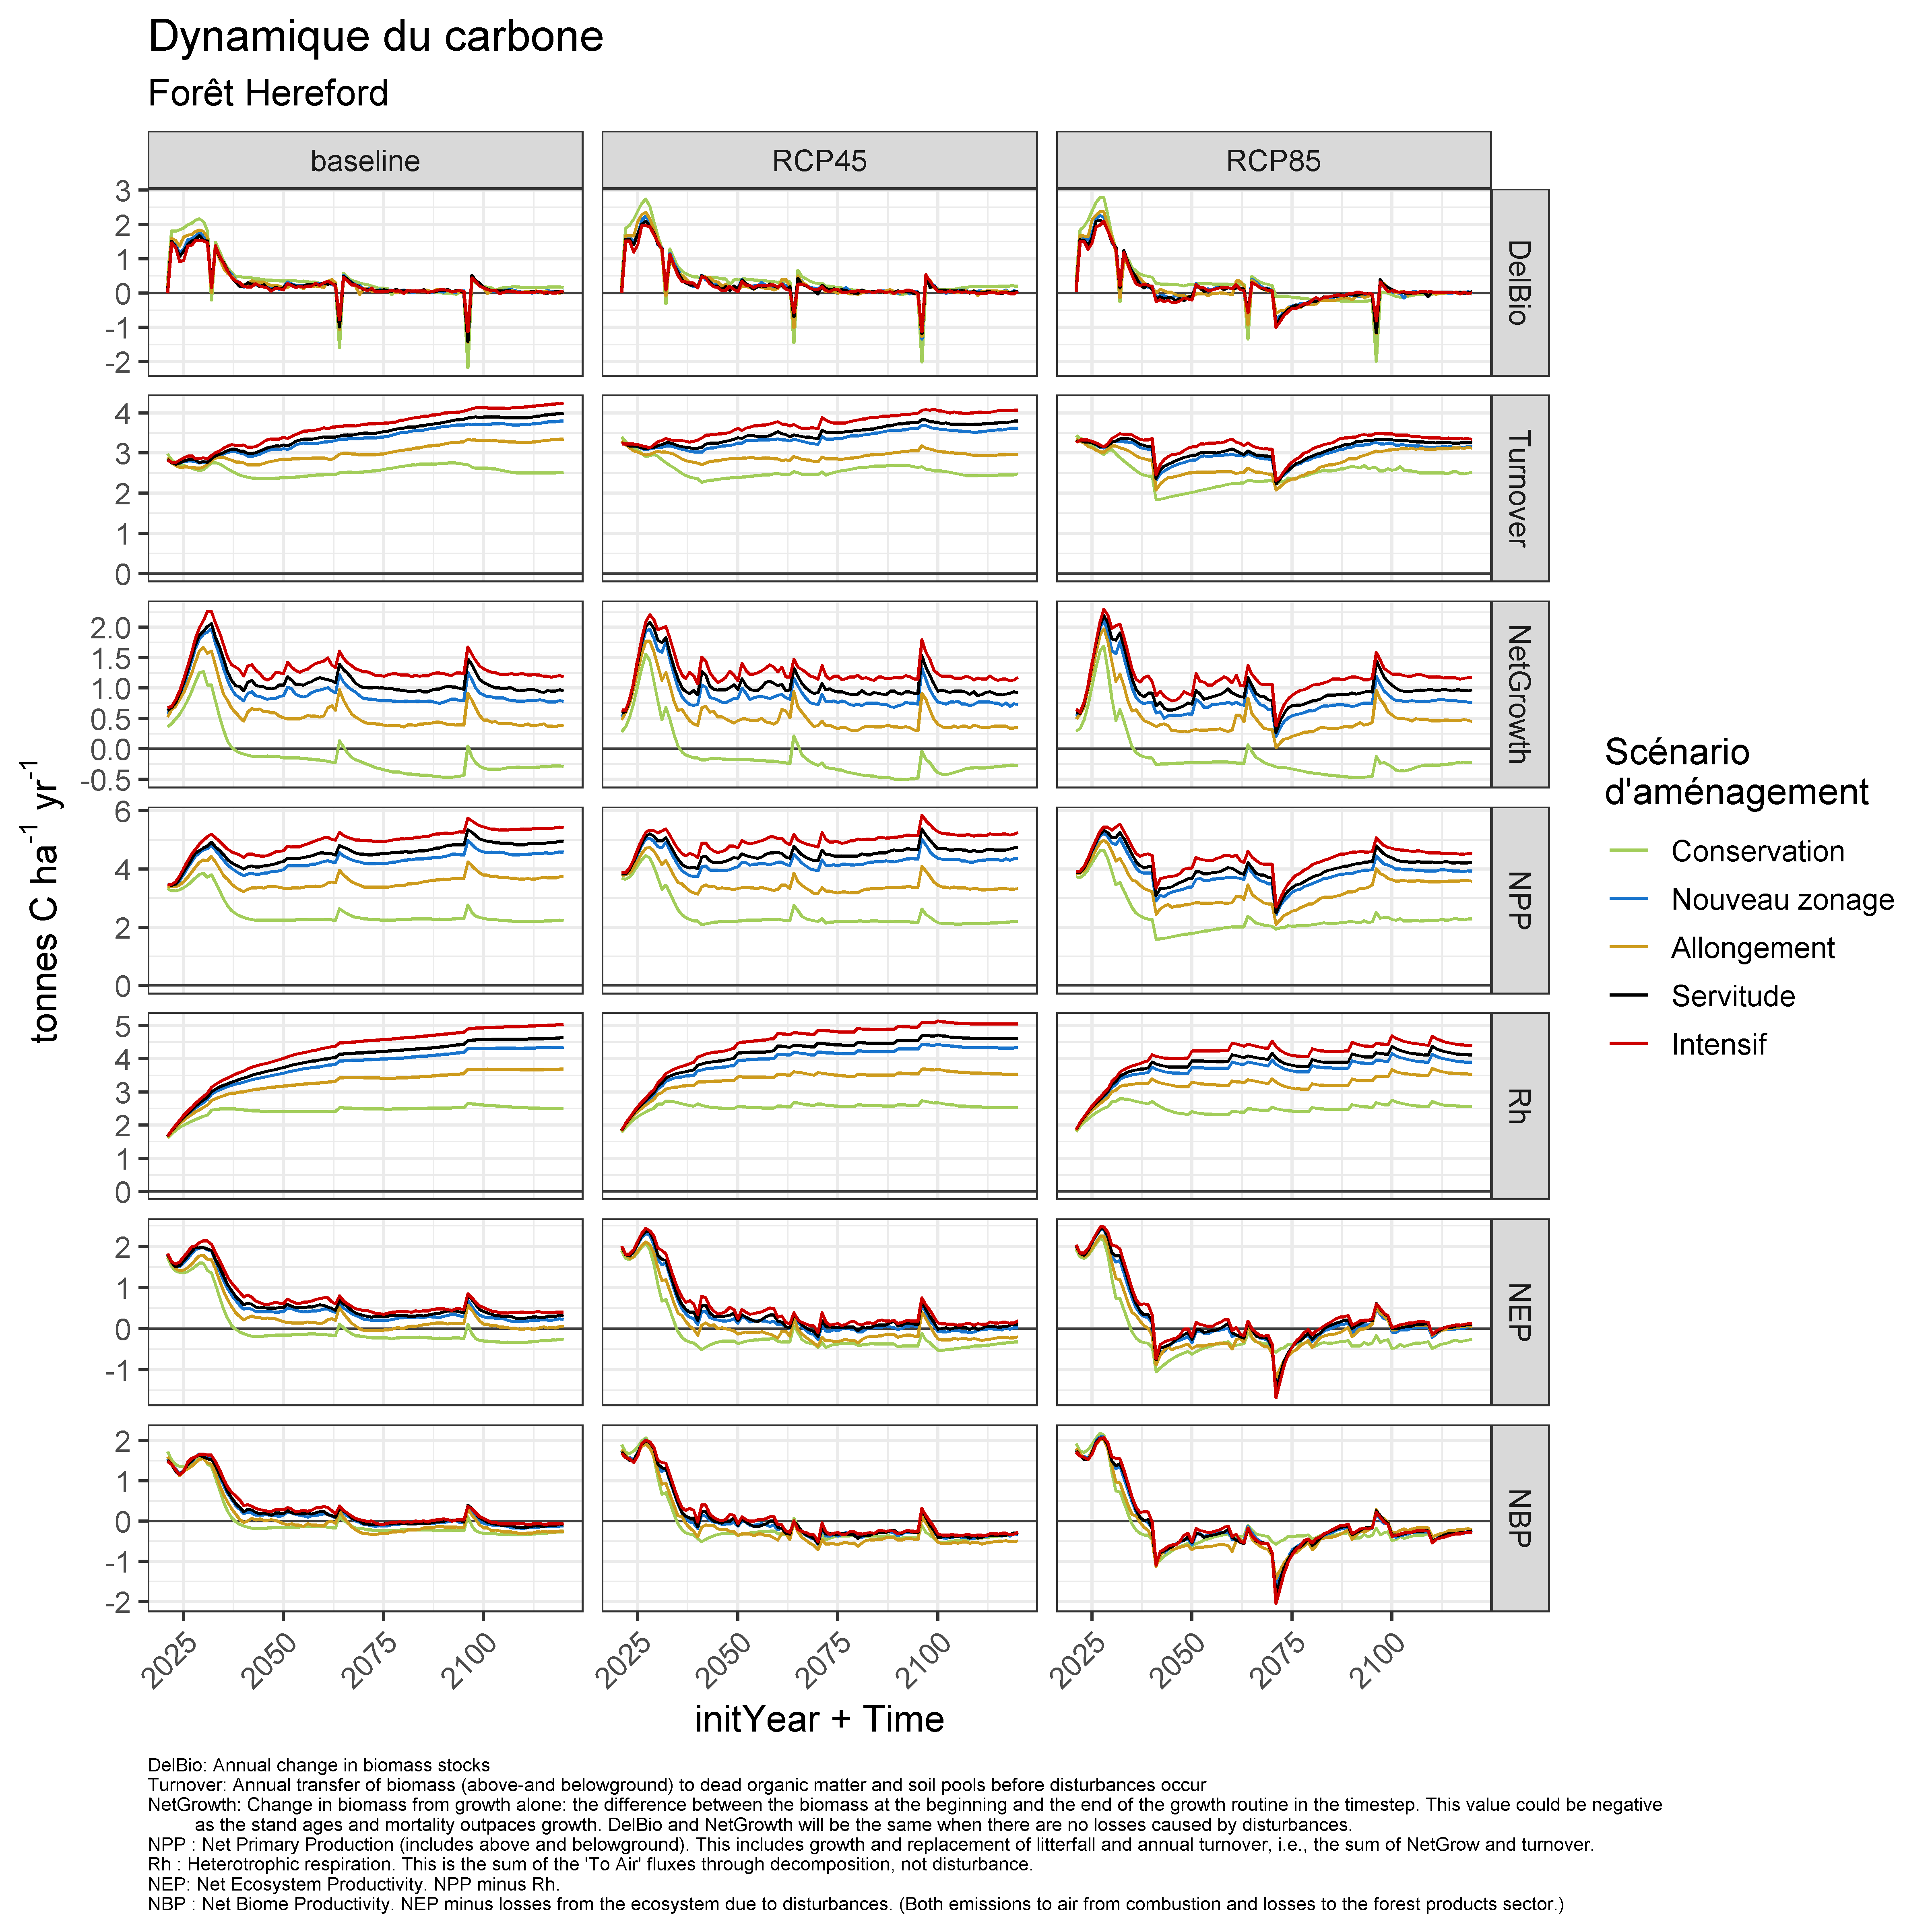 Dynamique du carbone
Forêt Hereford
baseline
RCP45
RCP85
3
2
1
0
-1
-2
DelBio
4
3
2
1
0
Turnover
2.0
1.5
1.0
0.5
0.0
-0.5
NetGrowth
6
4
2
0
NPP
5
4
3
2
1
0
Rh
2
1
0
-1
NEP
2
1
0
-1
-2
NBP
tonnes C ha-1 yr-1
2025
2050
2075
2100
2025
2050
2075
2100
2025
2050
2075
2100
initYear + Time
Scénario
d'aménagement
Conservation
Nouveau zonage
Allongement
Servitude
Intensif
DelBio: Annual change in biomass stocks
Turnover: Annual transfer of biomass (above-and belowground) to dead organic matter and soil pools before disturbances occur
NetGrowth: Change in biomass from growth alone: the difference between the biomass at the beginning and the end of the growth routine in the timestep. This value could be negative
as the stand ages and mortality outpaces growth. DelBio and NetGrowth will be the same when there are no losses caused by disturbances.
NPP : Net Primary Production (includes above and belowground). This includes growth and replacement of litterfall and annual turnover, i.e., the sum of NetGrow and turnover.
Rh : Heterotrophic respiration. This is the sum of the 'To Air' fluxes through decomposition, not disturbance.
NEP: Net Ecosystem Productivity. NPP minus Rh.
NBP : Net Biome Productivity. NEP minus losses from the ecosystem due to disturbances. (Both emissions to air from combustion and losses to the forest products sector.)